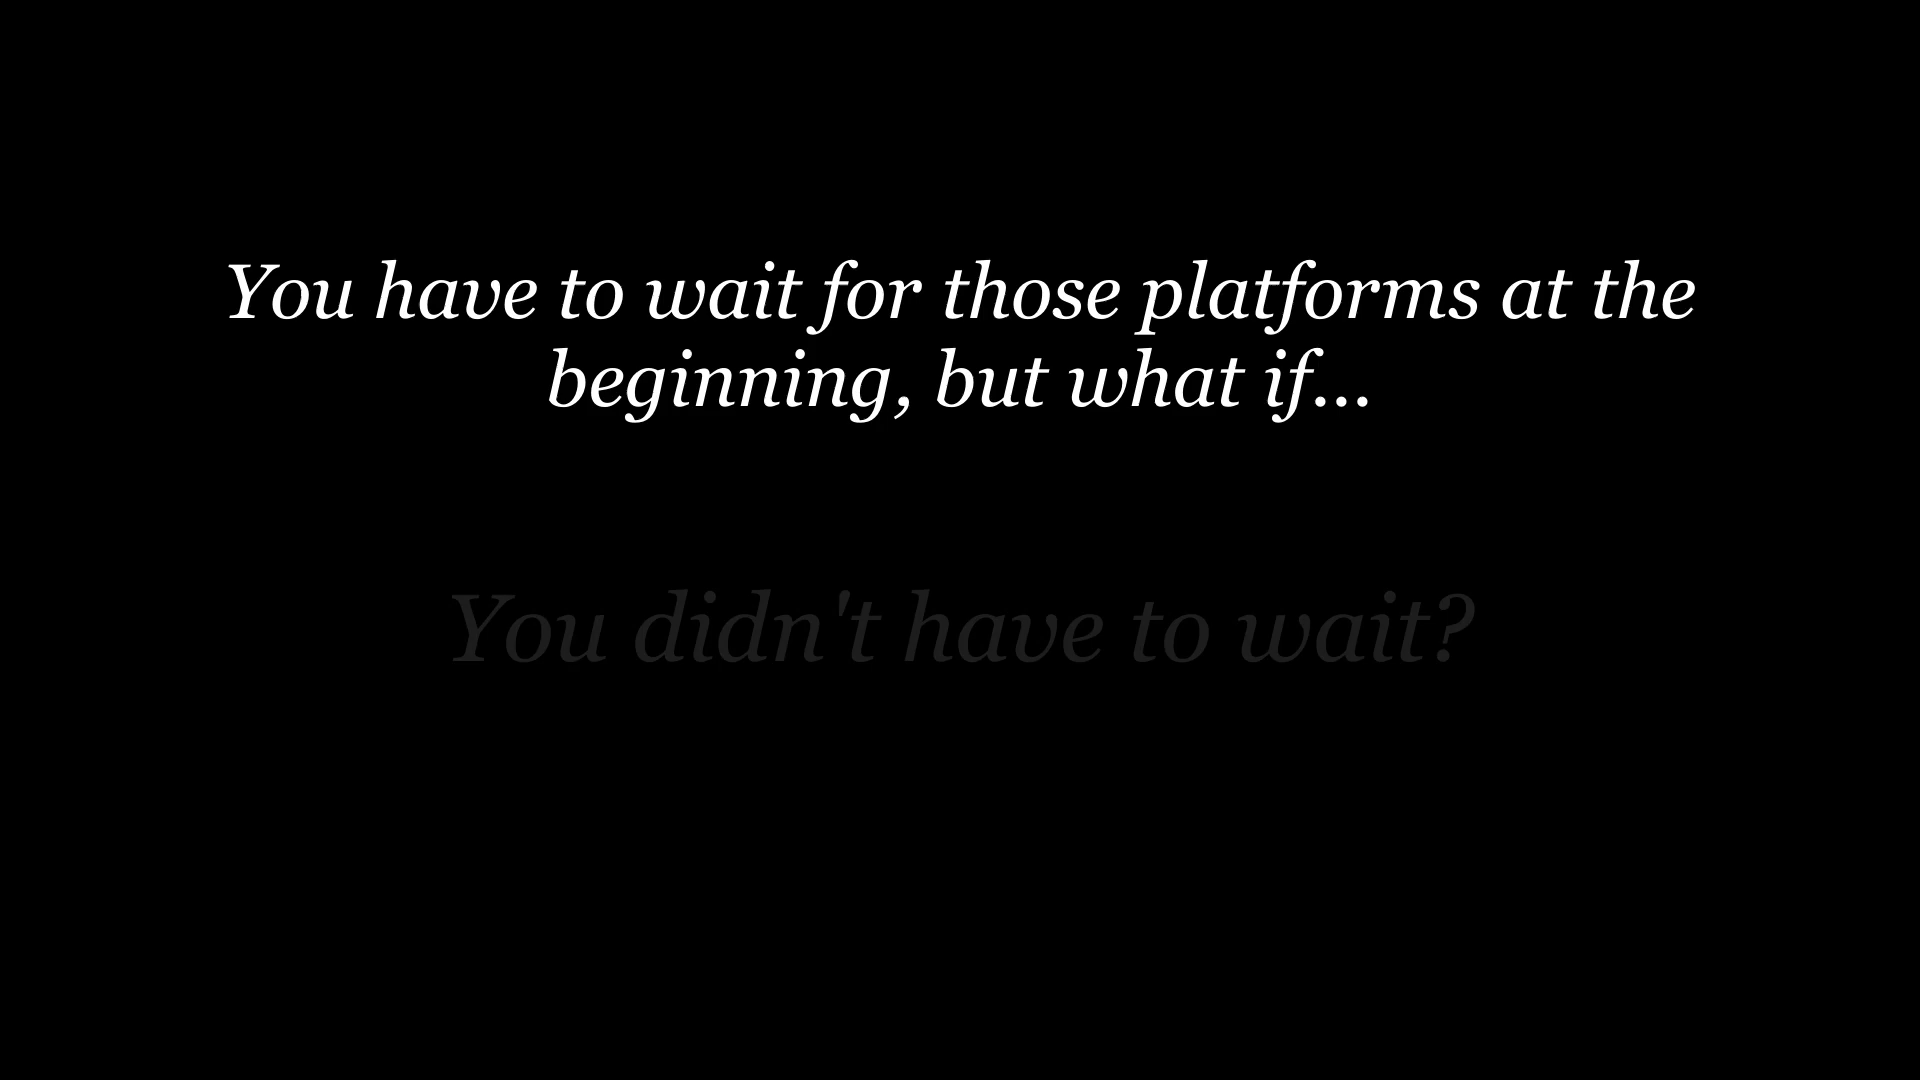 You have to wait for those platforms at the
beginning, but what if...
You didn't have to wait?